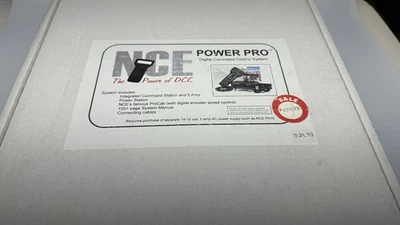 NCE
The Power of DCC
POWER PRO™
Digital Command Control System
System Includes:
Integrated Command Station and 5 Amp
Power Station
NCE's famous ProCab (with digital encoder speed control)
100+ page System Manual
Connecting cables
Requires purchase of separate 14-18 volt, 5 amp AC power supply such as NCE P515
SALE